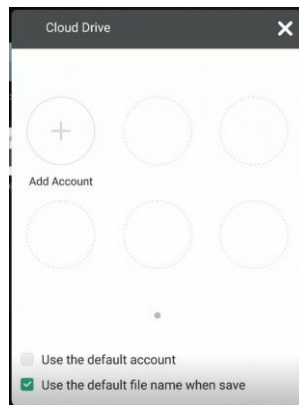 Cloud Drive
Add Account
Use the default account
Use the default file name when save